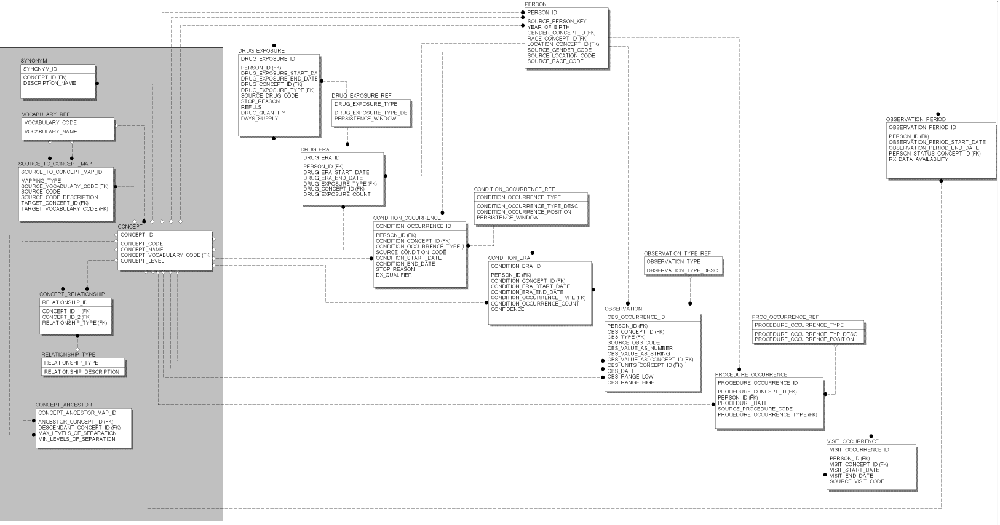 PERSON
PERSON_ID
SOURCE_PERSON_KEY
YEAR_OF_BIRTH
GENDER_CONCEPT_ID (FK)
RACE_CONCEPT_ID (FK)
LOCATION_CONCEPT_ID (FK)
SOURCE_GENDER_CODE
SOURCE_LOCATION_CODE
SOURCE_RACE_CODE
DRUG_EXPOSURE
DRUG_EXPOSURE_ID
PERSON_ID (FK)
DRUG_EXPOSURE_START_DA
DRUG_EXPOSURE_END_DATE
DRUG_CONCEPT_ID (FK)
DRUG_EXPOSURE_TYPE (FK)
SOURCE_DRUG_CODE
STOP_REASON
REFILLS
DRUG_QUANTITY
DAYS_SUPPLY
SYNONYM
SYNONYM_ID
CONCEPT_ID (FK)
DESCRIPTION_NAME
DRUG_EXPOSURE_REF
DRUG_EXPOSURE_TYPE
DRUG_EXPOSURE_TYPE_DE
PERSISTENCE_WINDOW
VOCABULARY_REF
VOCABULARY_CODE
VOCABULARY_NAME
OBSERVATION_PERIOD
OBSERVATION_PERIOD_ID
PERSON_ID (FK)
OBSERVATION_PERIOD_START_DATE
OBSERVATION_PERIOD_END_DATE
PERSON_STATUS_CONCEPT_ID (FK)
RX_DATA_AVAILABILITY
DRUG_ERA
DRUG_ERA_ID
PERSON_ID (FK)
DRUG_ERA_START_DATE
DRUG_ERA_END_DATE
DRUG_EXPOSURE_TYPE (FK)
DRUG_CONCEPT_ID (FK)
DRUG_EXPOSURE_COUNT
SOURCE_TO_CONCEPT_MAP
SOURCE_TO_CONCEPT_MAP_ID
MAPPING_TYPE
SOURCE_VOCABULARY_CODE (FK)
SOURCE_CODE
SOURCE_CODE_DESCRIPTION
TARGET_CONCEPT_ID (FK)
TARGET_VOCABULARY_CODE (FK)
CONDITION_OCCURRENCE_REF
CONDITION_OCCURRENCE_TYPE
CONDITION_OCCURRENCE_TYPE_DESC
CONDITION_OCCURRENCE_POSITION
PERSISTENCE_WINDOW
CONDITION_OCCURRENCE
CONDITION_OCCURRENCE_ID
PERSON_ID (FK)
CONDITION_CONCEPT_ID (FK)
CONDITION_OCCURRENCE_TYPE (
SOURCE_CONDITION_CODE
CONDITION_START_DATE
CONDITION_END_DATE
STOP_REASON
DX_QUALIFIER
CONCEPT
CONCEPT_ID
CONCEPT_CODE
CONCEPT_NAME
CONCEPT_VOCABULARY_CODE (FK
CONCEPT_LEVEL
OBSERVATION_TYPE_REF
OBSERVATION_TYPE
OBSERVATION_TYPE_DESC
CONDITION_ERA
CONDITION_ERA_ID
PERSON_ID (FK)
CONDITION_CONCEPT_ID (FK)
CONDITION_ERA_START_DATE
CONDITION_ERA_END_DATE
CONDITION_OCCURRENCE_TYPE (FK)
CONDITION_OCCURRENCE_COUNT
CONFIDENCE
CONCEPT_RELATIONSHIP
RELATIONSHIP_ID
CONCEPT_ID_1 (FK)
CONCEPT_ID_2 (FK)
RELATIONSHIP_TYPE (FK)
OBSERVATION
OBS_OCCURRENCE_ID
PERSON_ID (FK)
OBS_CONCEPT_ID (FK)
OBS_TYPE (FK)
SOURCE_OBS_CODE
OBS_VALUE_AS_NUMBER
OBS_VALUE_AS_STRING
OBS_VALUE_AS_CONCEPT_ID (FK)
OBS_UNITS_CONCEPT_ID (FK)
OBS_DATE
OBS_RANGE_LOW
OBS_RANGE_HIGH
PROC_OCCURRENCE_REF
PROCEDURE_OCCURRENCE_TYPE
PROCEDURE_OCCURRENCE_TYP_DESC
PROCEDURE_OCCURRENCE_POSITION
RELATIONSHIP_TYPE
RELATIONSHIP_TYPE
RELATIONSHIP_DESCRIPTION
PROCEDURE_OCCURRENCE
PROCEDURE_OCCURRENCE_ID
PROCEDURE_CONCEPT_ID (FK)
PERSON_ID (FK)
PROCEDURE_DATE
SOURCE_PROCEDURE_CODE
PROCEDURE_OCCURRENCE_TYPE (FK)
CONCEPT_ANCESTOR
CONCEPT_ANCESTOR_MAP_ID
ANCESTOR_CONCEPT_ID (FK)
DESCENDANT_CONCEPT_ID (FK)
MAX_LEVELS_OF_SEPARATION
MIN_LEVELS_OF_SEPARATION
VISIT_OCCURRENCE
VISIT_OCCURRENCE_ID
PERSON_ID (FK)
VISIT_CONCEPT_ID (FK)
VISIT_START_DATE
VISIT_END_DATE
SOURCE_VISIT_CODE